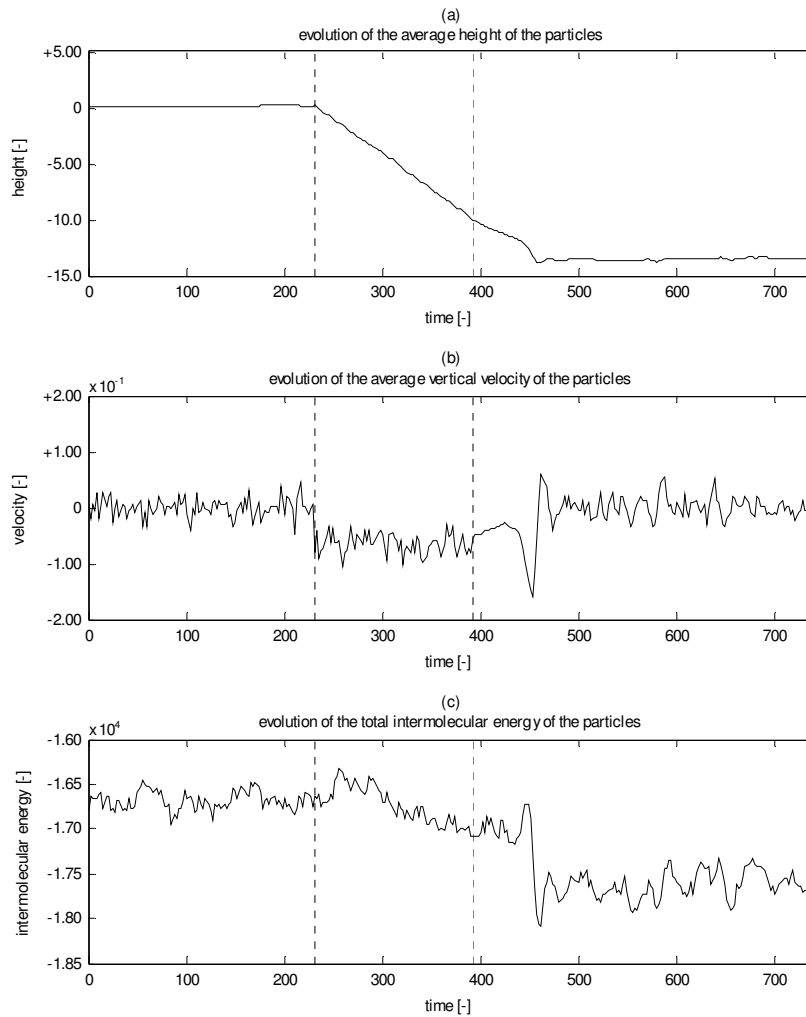 (a)
evolution of the average height of the particles
+5.00
0
-5.00
-10.0
-15.0
height [-]
0 100 200 300 400 500 600 700
time [-]
(b)
evolution of the average vertical velocity of the particles
x 10-1
+2.00
+1.00
0
-1.00
-2.00
velocity [-]
0 100 200 300 400 500 600 700
time [-]
(c)
evolution of the total intermolecular energy of the particles
x 104
-1.60
-1.65
-1.70
-1.75
-1.80
-1.85
intermolecular energy [-]
0 100 200 300 400 500 600 700
time [-]